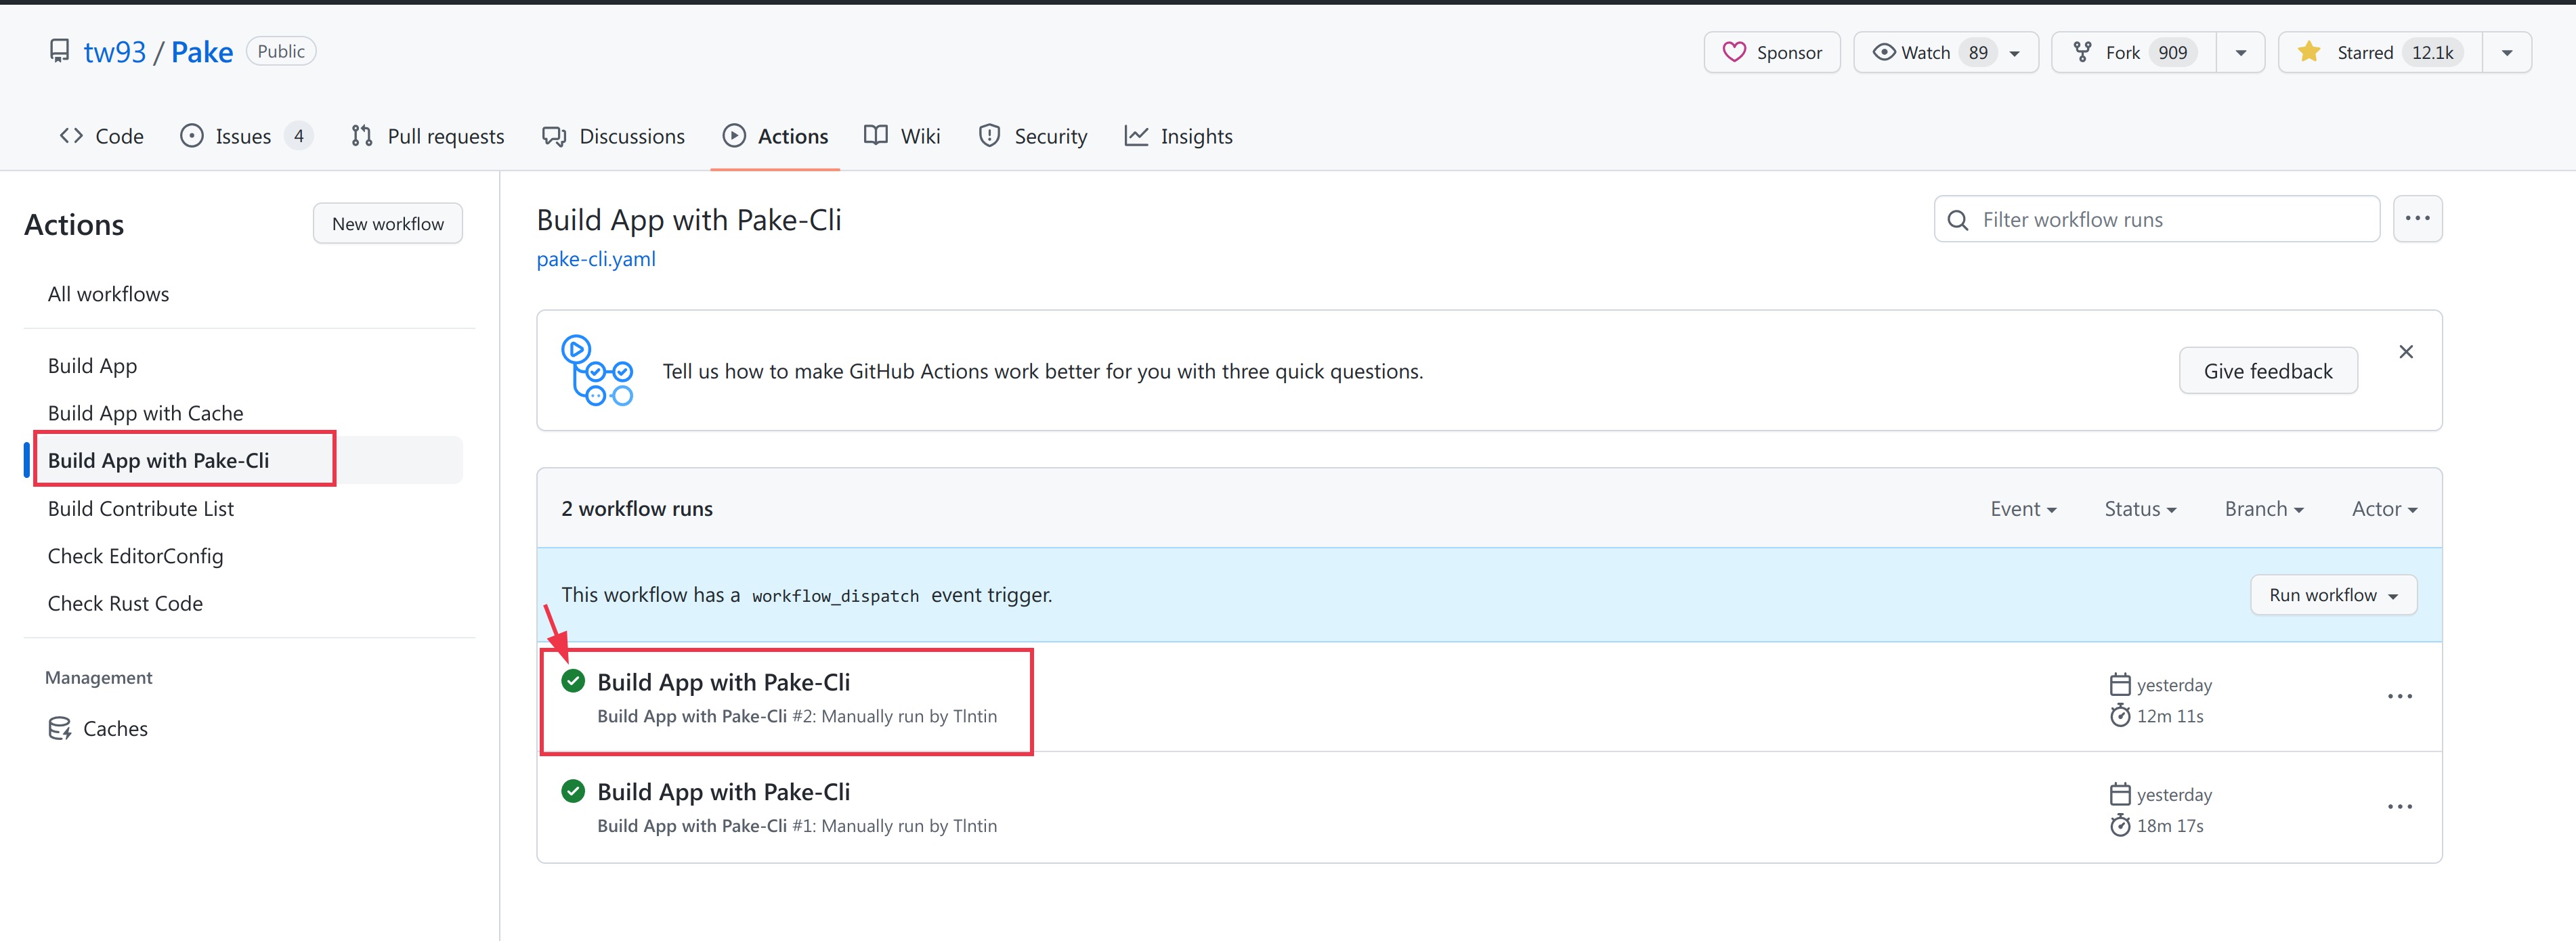 tw93 / Pake Public
Sponsor Watch 89 Fork 909 Starred 12.1k
Code Issues 4 Pull requests Discussions Actions Wiki Security Insights
Actions
New workflow
All workflows
Build App
Build App with Cache
Build App with Pake-Cli
Build Contribute List
Check EditorConfig
Check Rust Code
Management
Caches
Build App with Pake-Cli
pake-cli.yaml
Filter workflow runs
Tell us how to make GitHub Actions work better for you with three quick questions.
Give feedback
2 workflow runs
Event Status Branch Actor
This workflow has a workflow_dispatch event trigger.
Run workflow
Build App with Pake-Cli
Build App with Pake-Cli #2: Manually run by Tlntin
yesterday
12m 11s
Build App with Pake-Cli
Build App with Pake-Cli #1: Manually run by Tlntin
yesterday
18m 17s